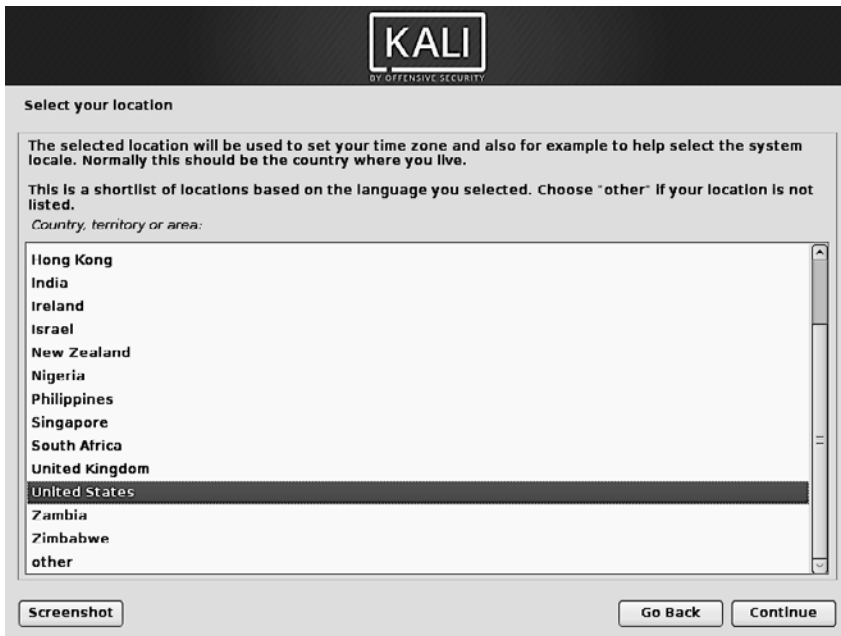 KALI
BY OFFENSIVE SECURITY
Select your location
The selected location will be used to set your time zone and also for example to help select the system
locale. Normally this should be the country where you live.
This is a shortlist of locations based on the language you selected. Choose "other" if your location is not
listed.
Country, territory or area:
Hong Kong
India
Ireland
Israel
New Zealand
Nigeria
Philippines
Singapore
South Africa
United Kingdom
United States
Zambia
Zimbabwe
other
Screenshot
Go Back
Continue